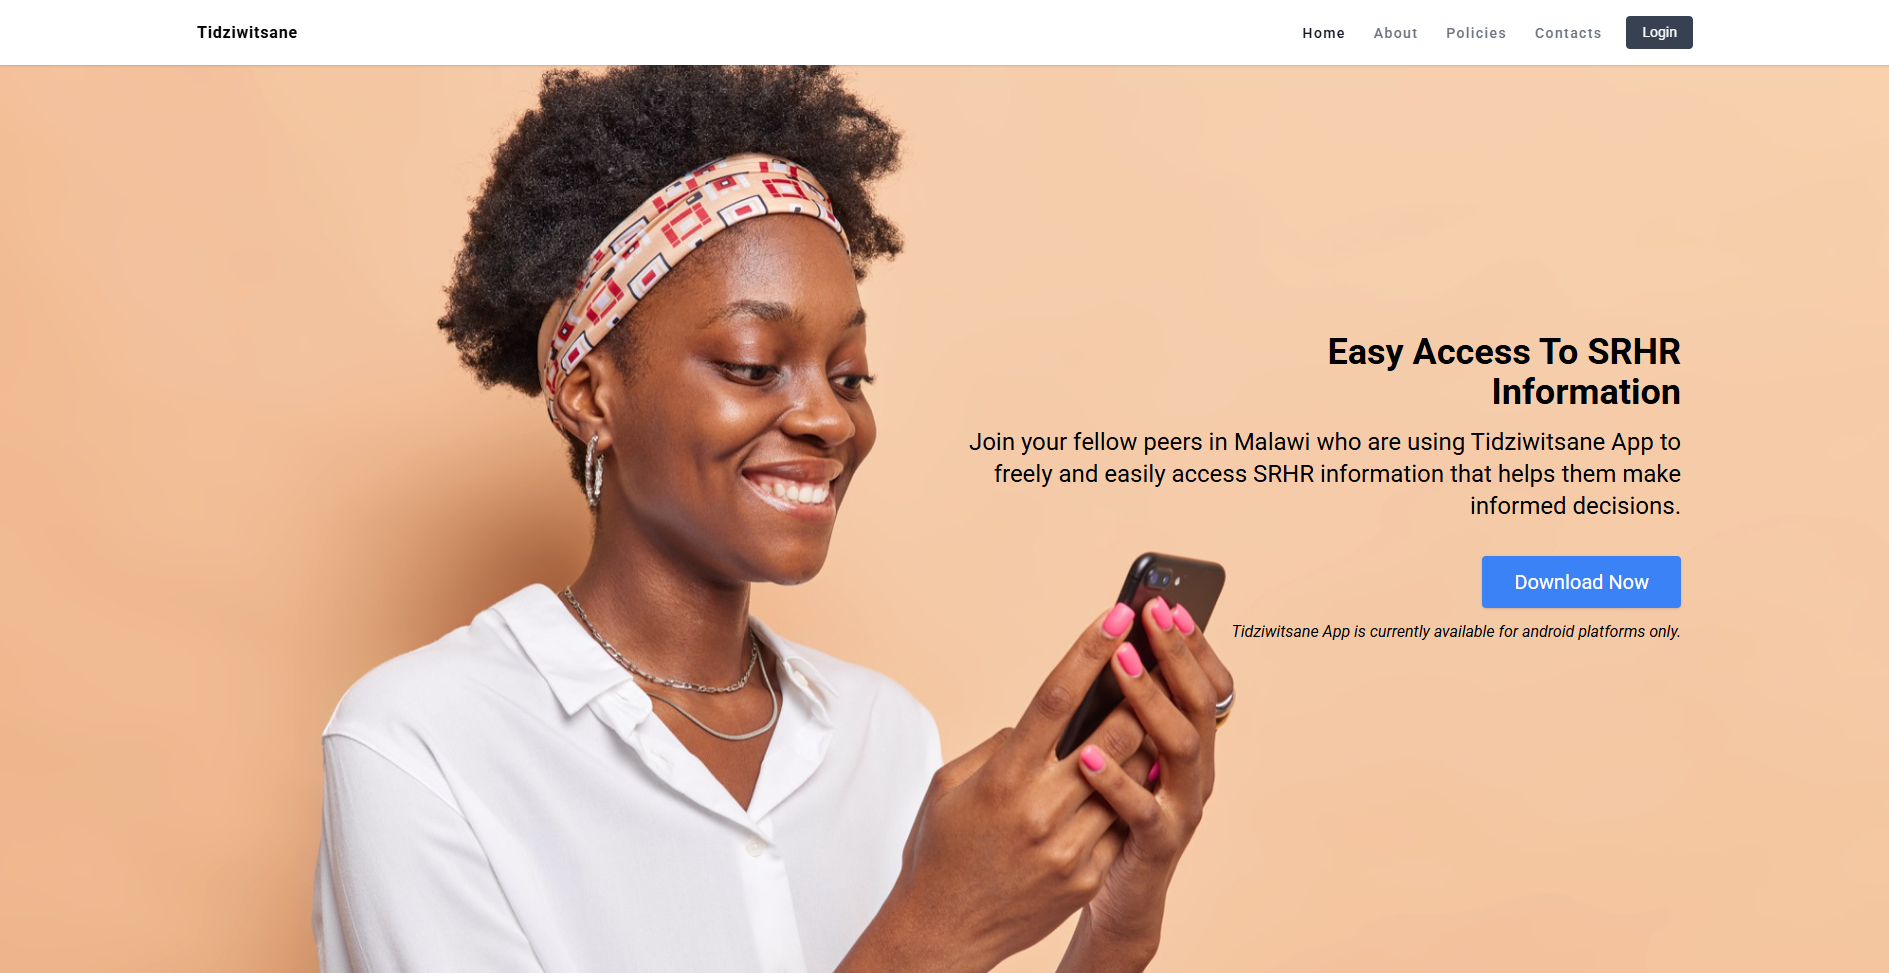 Tidziwitsane
Home About Policies Contacts Login
Easy Access To SRHR
Information
Join your fellow peers in Malawi who are using Tidziwitsane App to
freely and easily access SRHR information that helps them make
informed decisions.
Download Now
Tidziwitsane App is currently available for android platforms only.